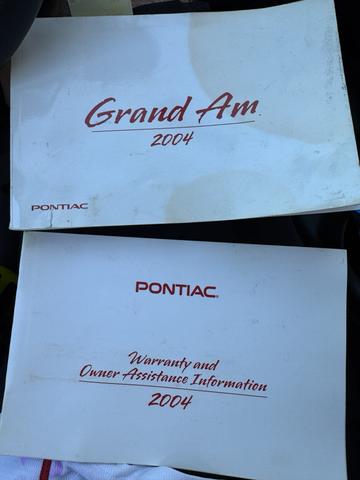 Grand Am
2004
PONTIAC
PONTIAC
Warranty and
Owner Assistance Information
2004